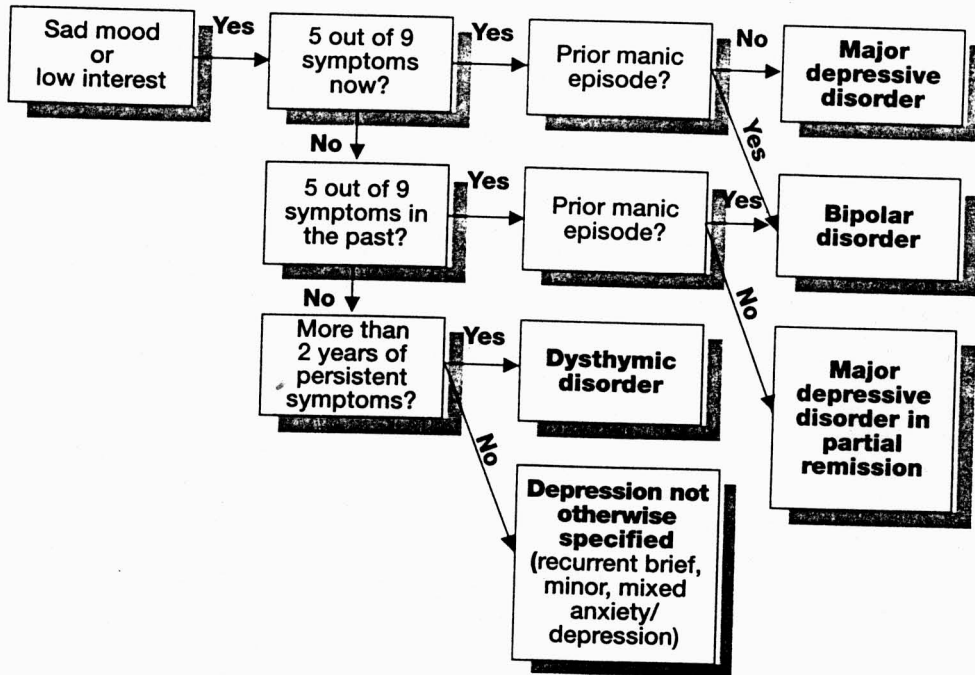 Sad mood
or
low interest
Yes
5 out of 9
symptoms
now?
Yes
Prior manic
episode?
No
Major
depressive
disorder
Yes
No
5 out of 9
symptoms in
the past?
Yes
Prior manic
episode?
Yes
Bipolar
disorder
No
No
More than
2 years of
persistent
symptoms?
Yes
Dysthymic
disorder
Major
depressive
disorder in
partial
remission
No
Depression not
otherwise
specified
(recurrent brief,
minor, mixed
anxiety/
depression)